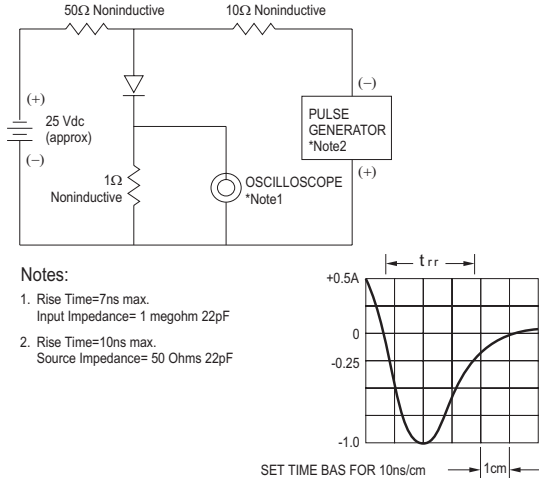 50Ω Noninductive
10Ω Noninductive
(+)
25 Vdc
(approx)
(−)
1Ω
Noninductive
OSCILLOSCOPE
*Note1
(−)
PULSE
GENERATOR
*Note2
(+)
Notes:
1. Rise Time=7ns max.
Input Impedance= 1 megohm 22pF
2. Rise Time=10ns max.
Source Impedance= 50 Ohms 22pF
trr
+0.5A
0
-0.25
-1.0
SET TIME BAS FOR 10ns/cm
1cm